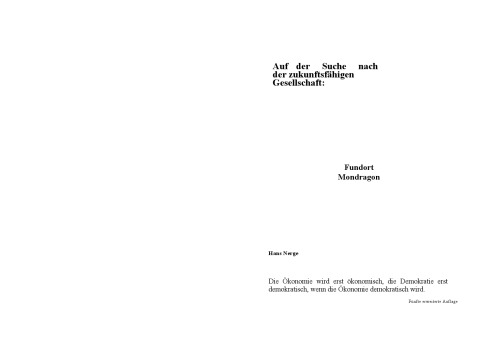 Auf der Suche nach
der zukunftsfähigen
Gesellschaft:
Fundort
Mondragon
Hans Nerge
Die Ökonomie wird erst ökonomisch, die Demokratie erst
demokratisch, wenn die Ökonomie demokratisch wird.
Fünfte erweiterte Auflage